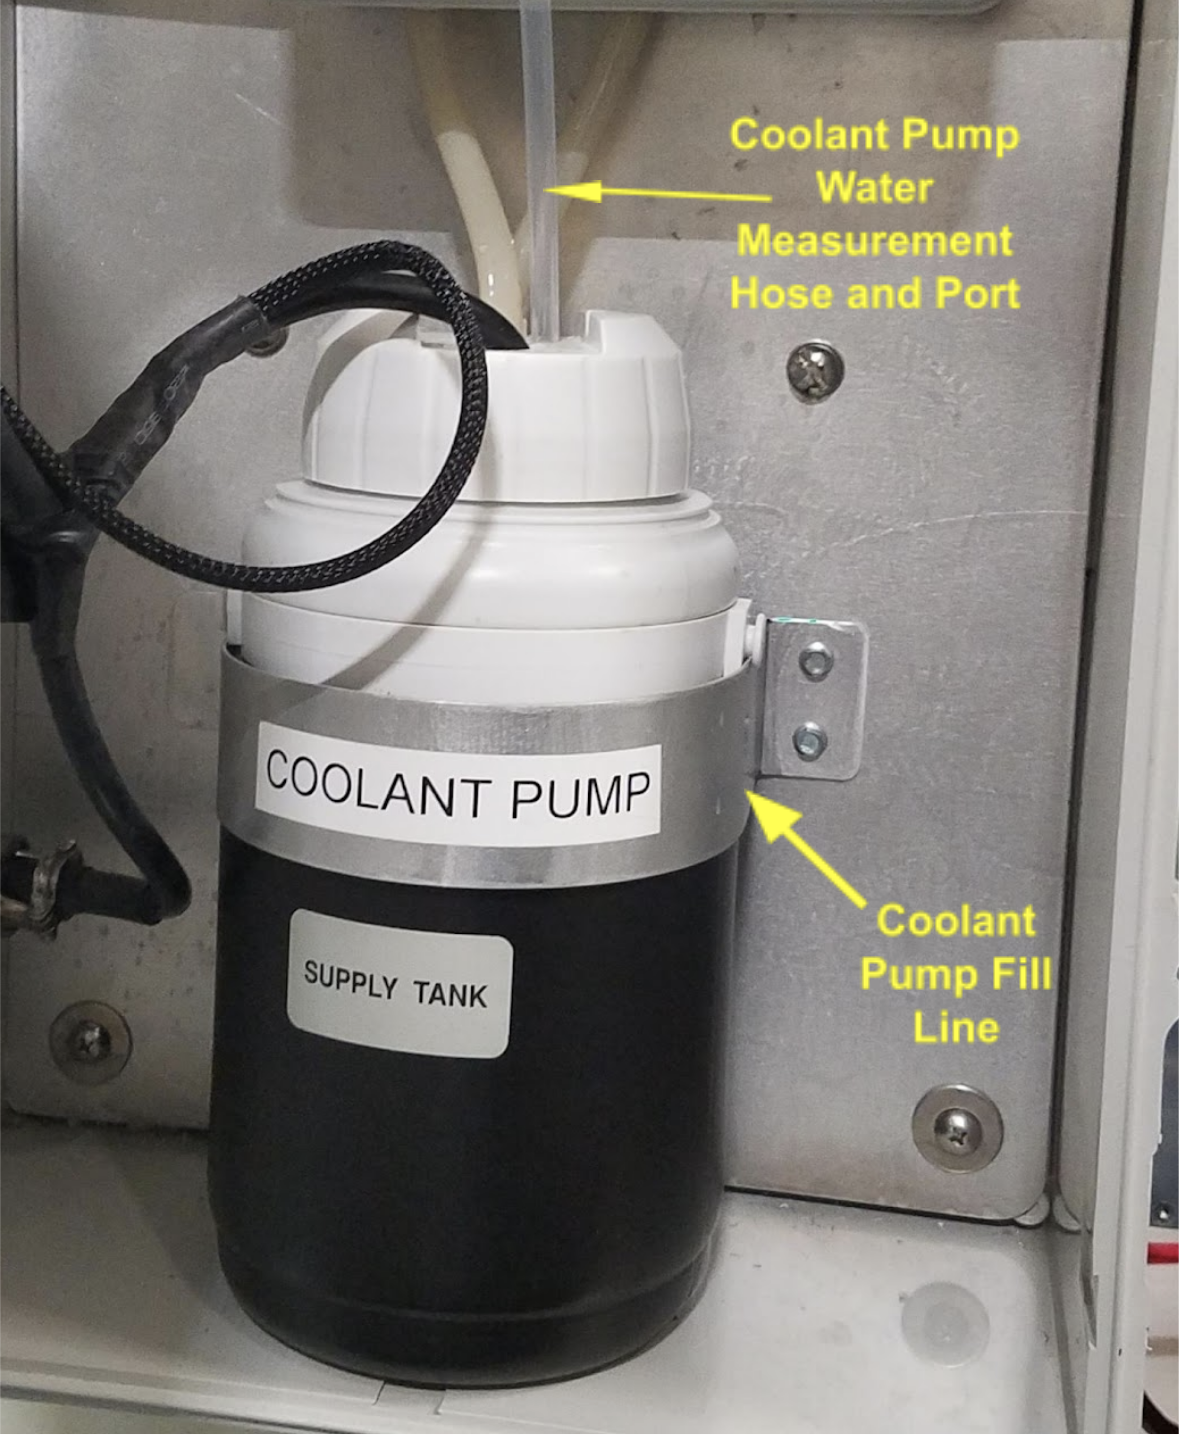 Coolant Pump
Water
Measurement
Hose and Port
COOLANT PUMP
Coolant
Pump Fill
Line
SUPPLY TANK